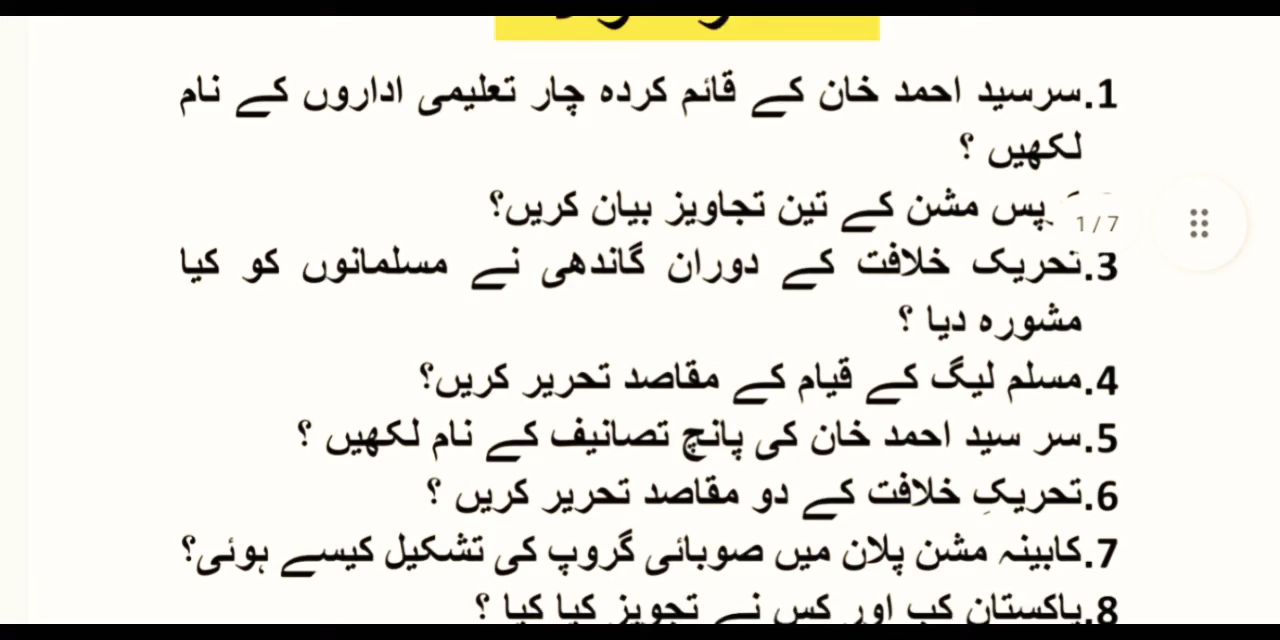 1.سرسید احمد خان کے قائم کردہ چار تعلیمی اداروں کے نام
لکھیں ؟
پس مشن کے تین تجاویز بیان کریں؟
1 / 7
3.تحریک خلافت کے دوران گاندھی نے مسلمانوں کو کیا
مشورہ دیا ؟
4.مسلم لیگ کے قیام کے مقاصد تحریر کریں؟
5.سر سید احمد خان کی پانچ تصانیف کے نام لکھیں ؟
6.تحریکِ خلافت کے دو مقاصد تحریر کریں ؟
7.کابینہ مشن پلان میں صوبائی گروپ کی تشکیل کیسے ہوئی؟
8.پاکستان کب اور کس نے تجویز کیا کیا ؟